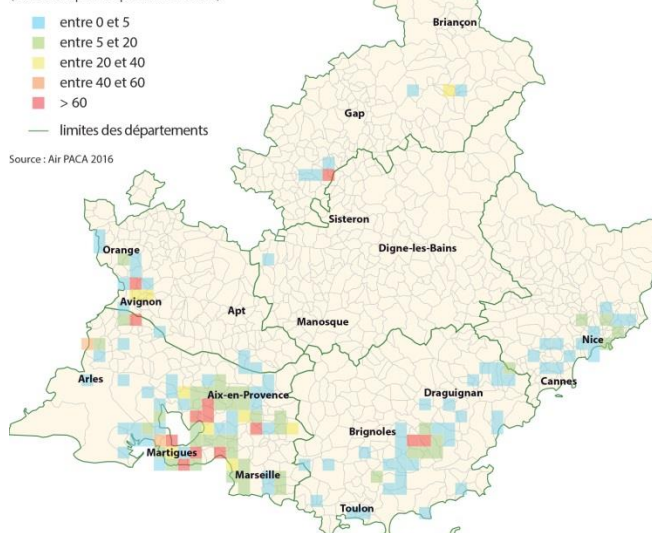 entre 0 et 5
entre 5 et 20
entre 20 et 40
entre 40 et 60
> 60
limites des départements
Source : Air PACA 2016
Briançon
Gap
Sisteron
Digne-les-Bains
Orange
Avignon
Apt
Manosque
Nice
Arles
Aix-en-Provence
Draguignan
Cannes
Brignoles
Martigues
Marseille
Toulon